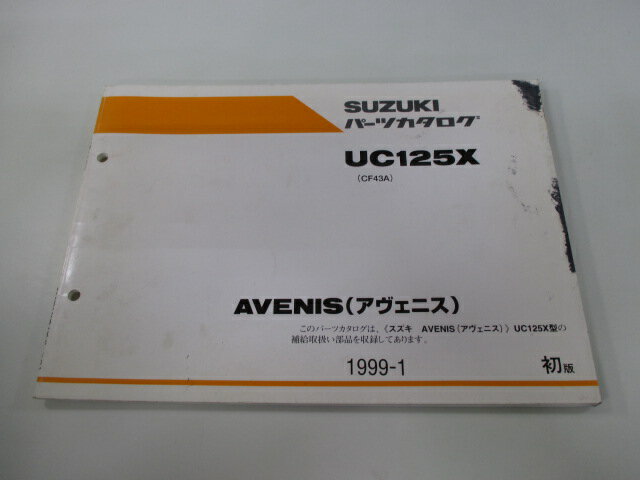 SUZUKI
パーツカタログ
UC125X
(CF43A)
AVENIS(アヴェニス)
このパーツカタログは、《スズキ AVENIS(アヴェニス)》UC125X型の
補給取扱い部品を収録してあります。
1999-1
初版